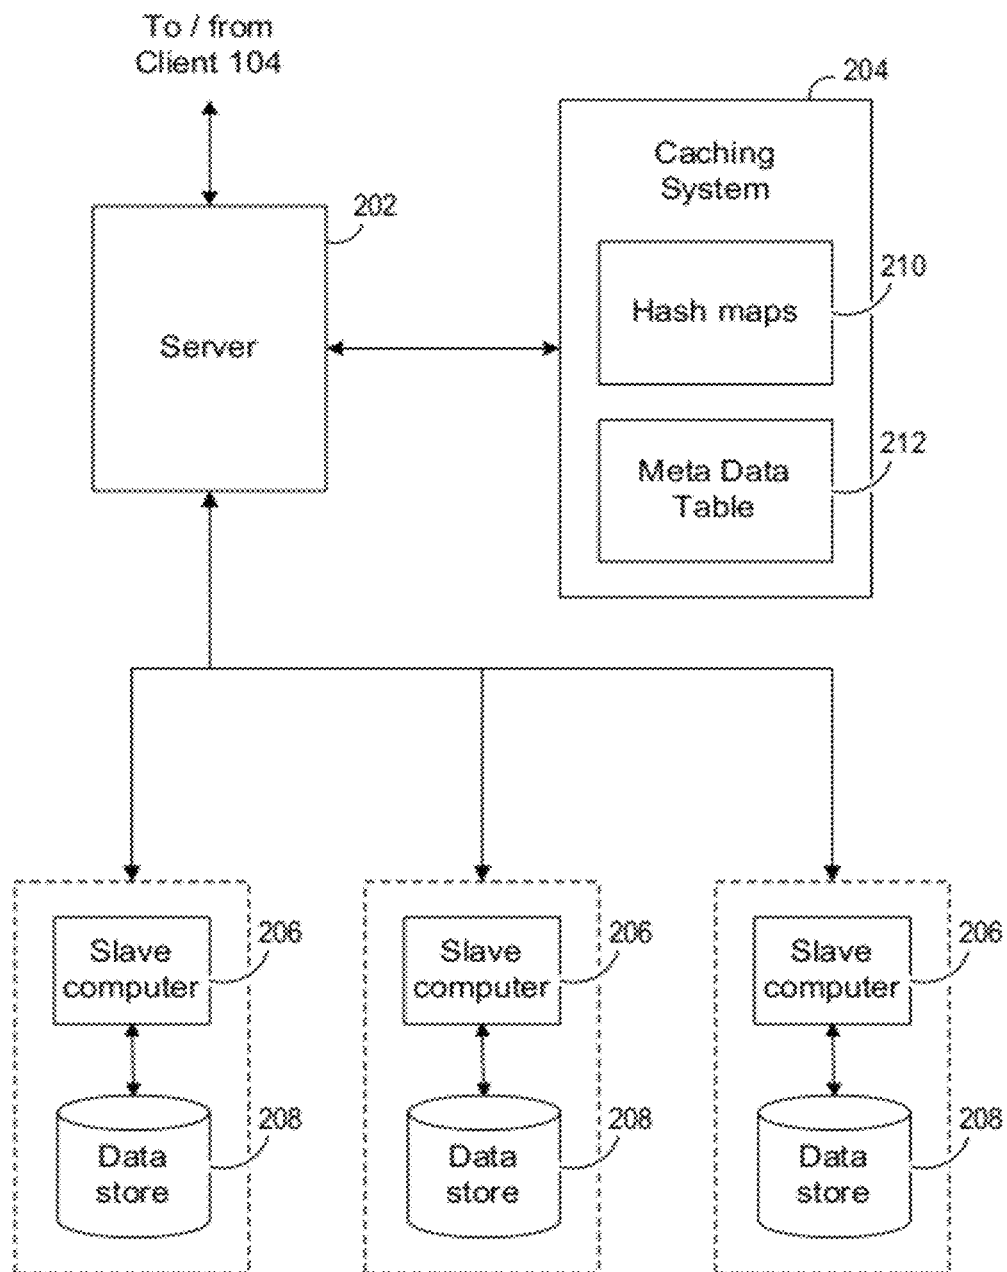 To / from
Client 104
204
Caching
System
202
210
Hash maps
Server
212
Meta Data
Table
206
206
206
Slave
computer
Slave
computer
Slave
computer
208
208
208
Data
store
Data
store
Data
store